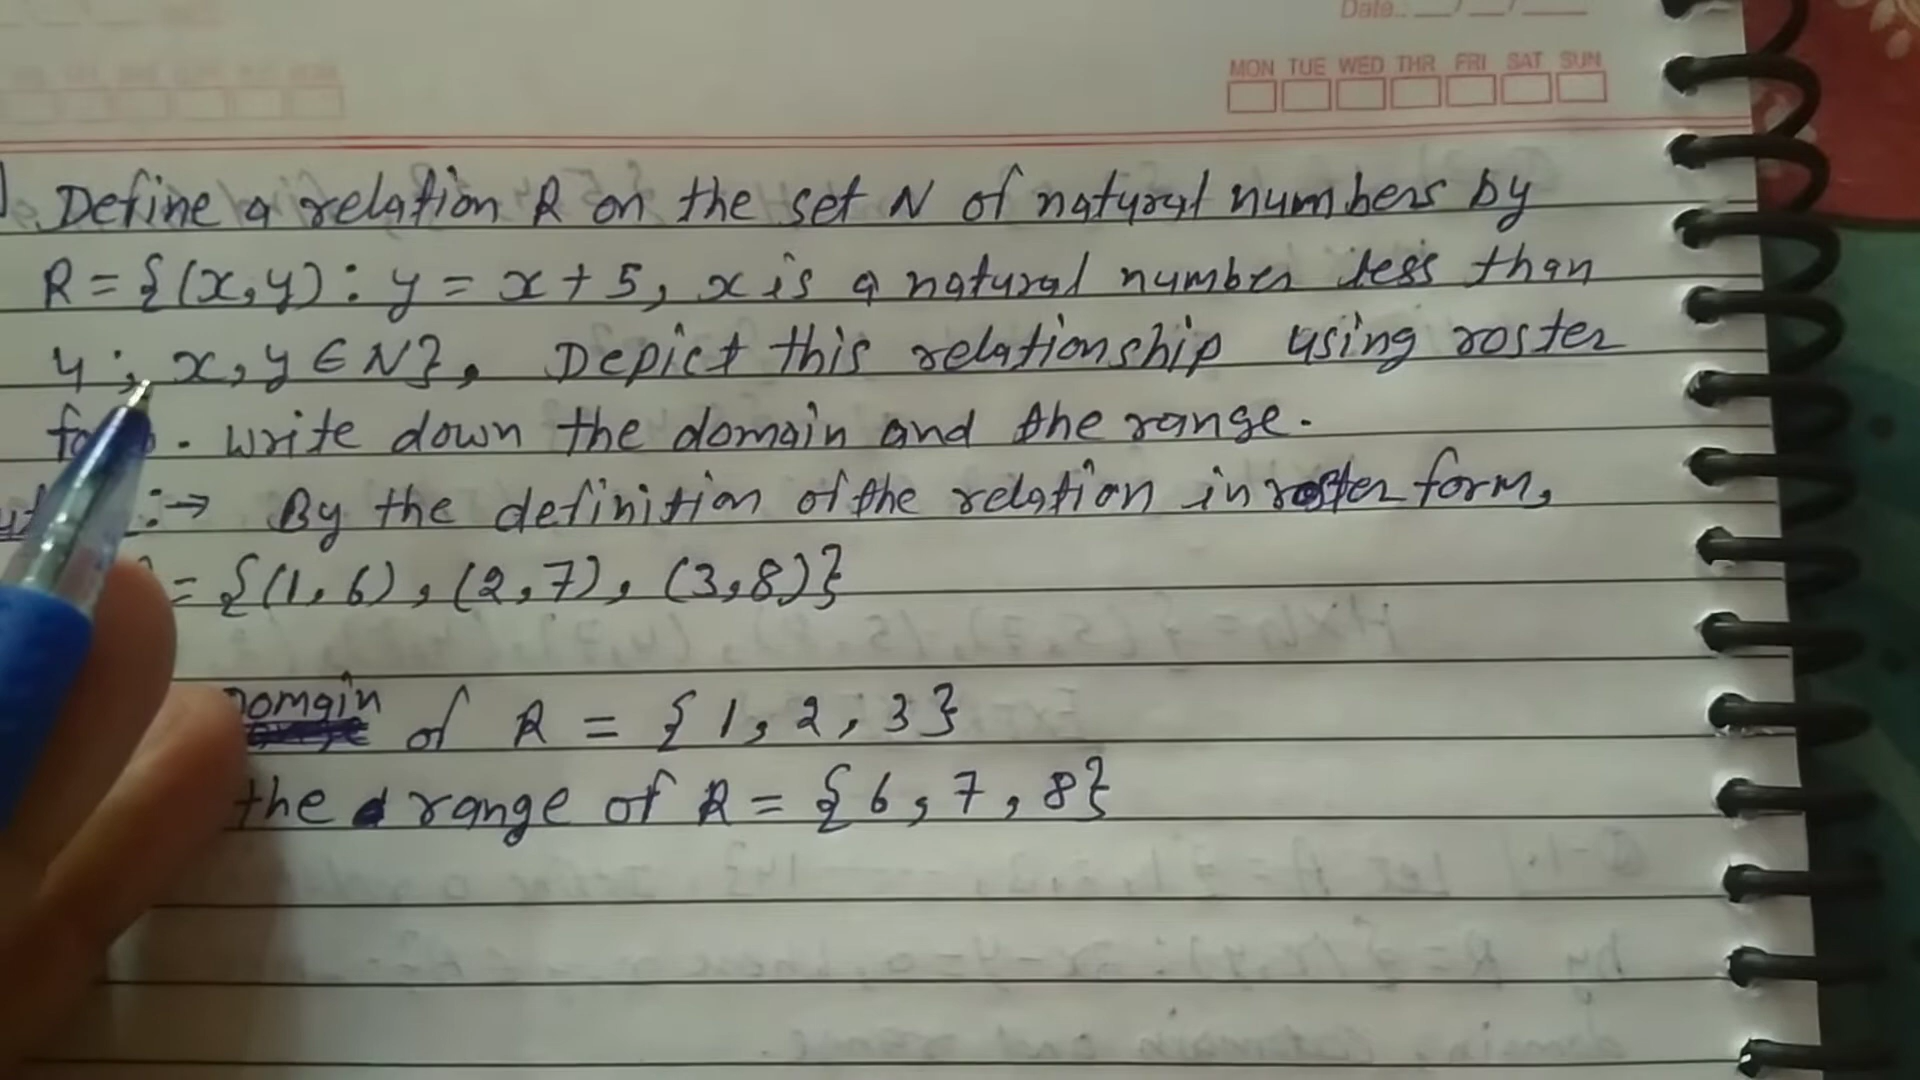 Date..
MON TUE WED THR FRI SAT SUN
Define a relation R on the set N of natural numbers by
R = {(x,y) : y = x + 5, x is a natural number less than
4 ; x, y ∈ N}. Depict this relationship using roster
. write down the domain and the range.
:→ By the definition of the relation in roster form,
= {(1,6), (2,7), (3,8)}
of R = {1, 2, 3}
the range of R = {6, 7, 8}